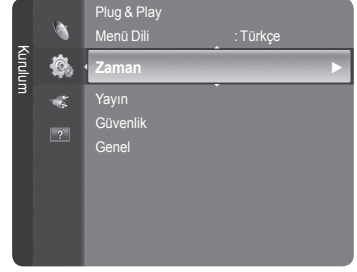 Kurulum
Plug & Play
Menü Dili : Türkçe
Zaman
Yayın
Güvenlik
Genel
?